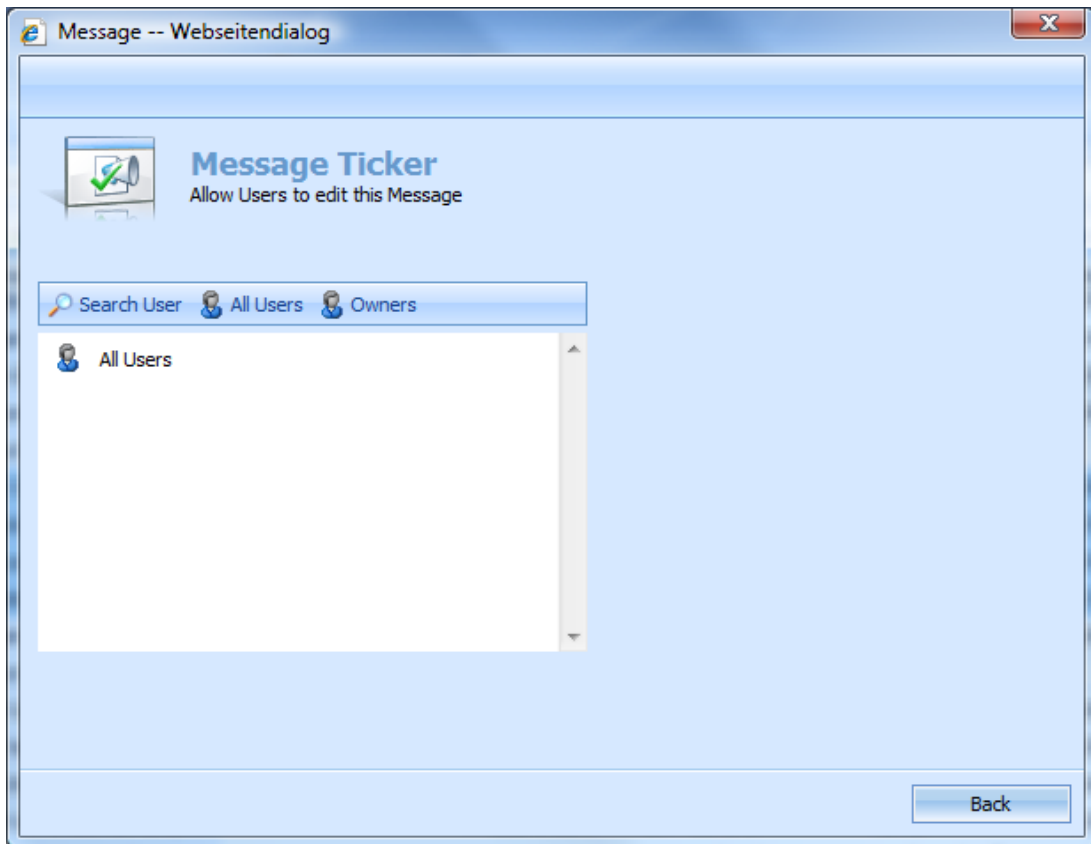 Message -- Webseitendialog
Message Ticker
Allow Users to edit this Message
Search User All Users Owners
All Users
Back